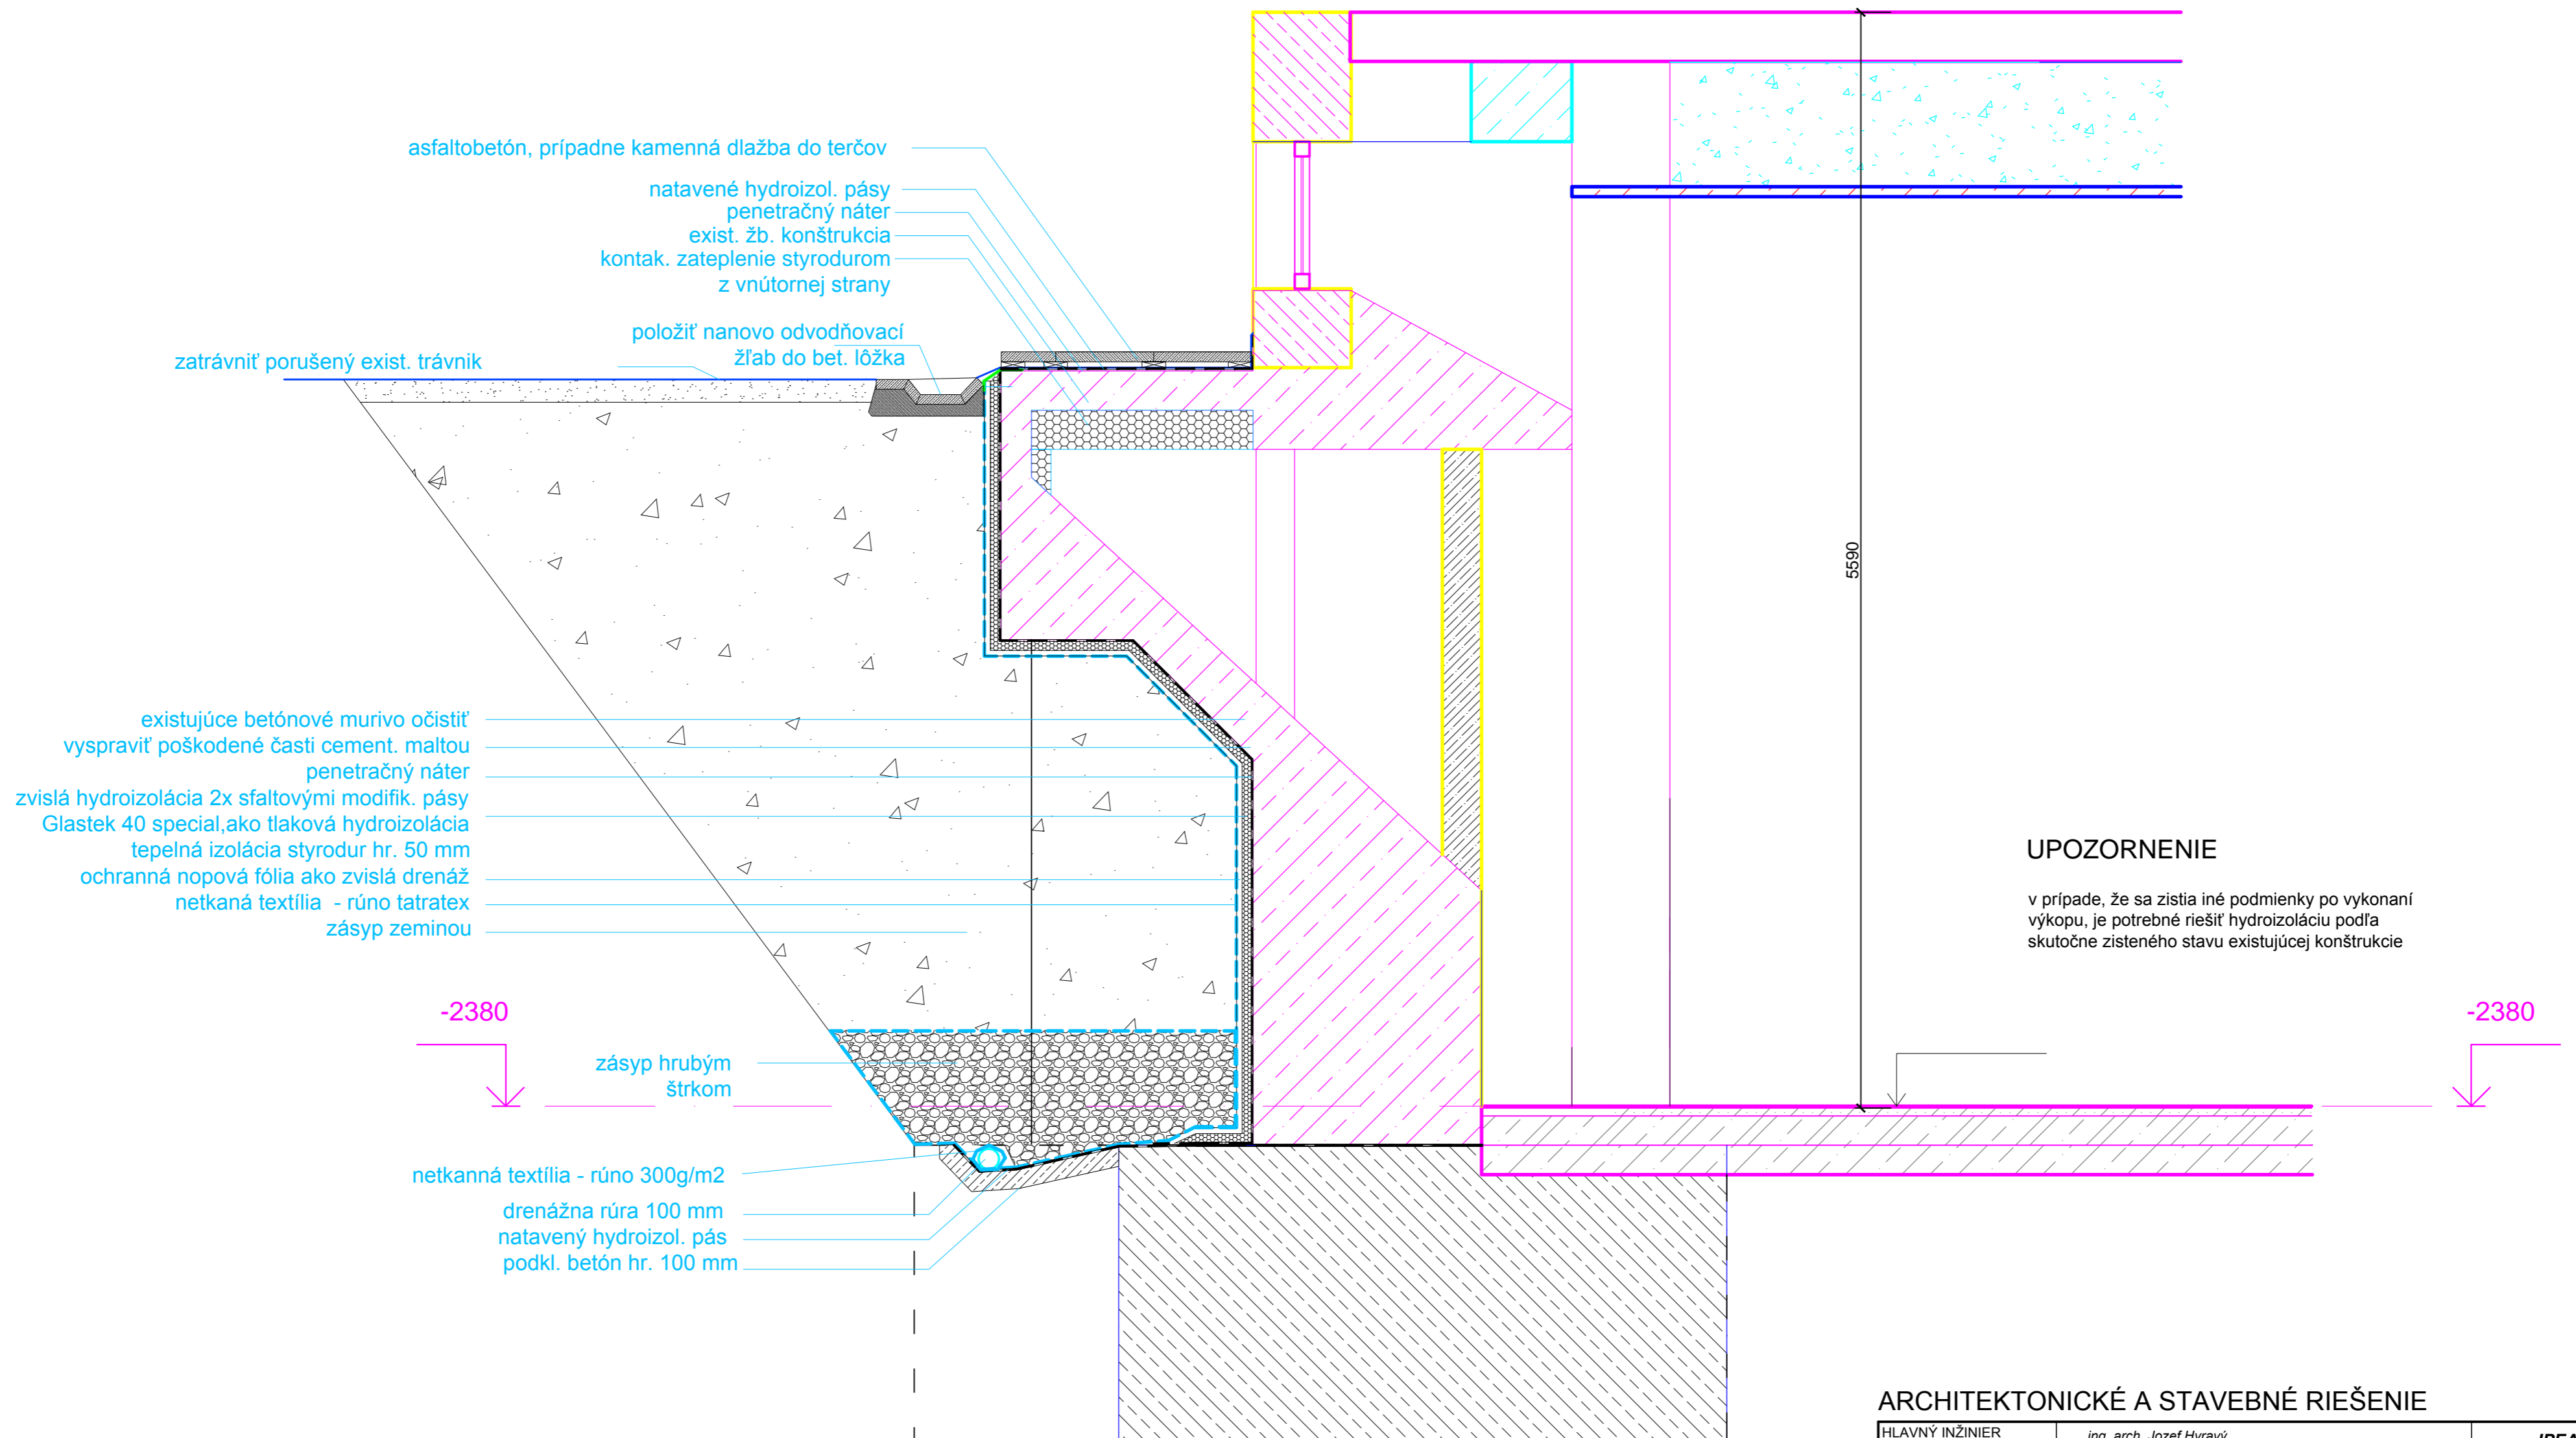 asfaltobetón, prípadne kamenná dlažba do terčov
natavené hydroizol. pásy
penetračný náter
exist. žb. konštrukcia
kontak. zateplenie styrodurom
z vnútornej strany
položiť nanovo odvodňovací
žľab do bet. lôžka
zatrávniť porušený exist. trávnik
5590
existujúce betónové murivo očistiť
vyspraviť poškodené časti cement. maltou
penetračný náter
zvislá hydroizolácia 2x sfaltovými modifik. pásy
Glastek 40 special,ako tlaková hydroizolácia
tepelná izolácia styrodur hr. 50 mm
ochranná nopová fólia ako zvislá drenáž
netkaná textília - rúno tatratex
zásyp zeminou
UPOZORNENIE
v prípade, že sa zistia iné podmienky po vykonaní
výkopu, je potrebné riešiť hydroizoláciu podľa
skutočne zisteného stavu existujúcej konštrukcie
-2380
-2380
zásyp hrubým
štrkom
netkanná textília - rúno 300g/m2
drenážna rúra 100 mm
natavený hydroizol. pás
podkl. betón hr. 100 mm
ARCHITEKTONICKÉ A STAVEBNÉ RIEŠENIE
HLAVNÝ INŽINIER
ing. arch. Jozef Hyravý